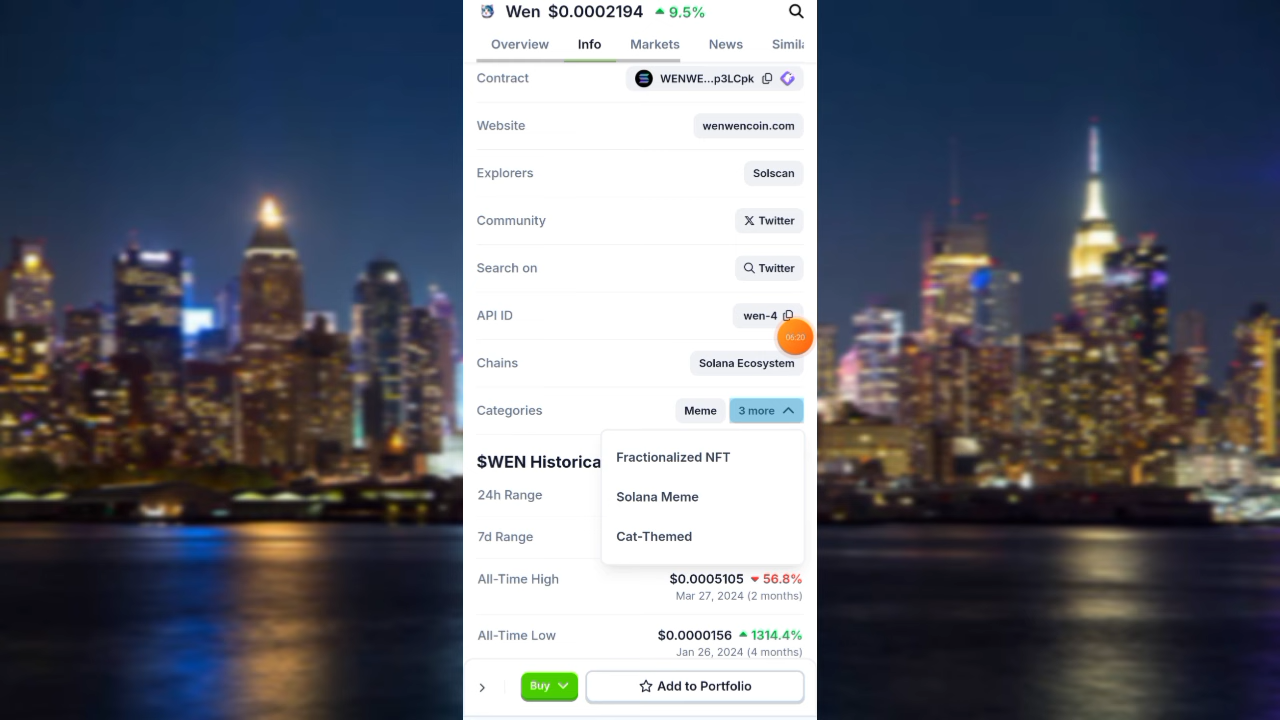 Wen $0.0002194 9.5%
Overview Info Markets News Simila
Contract WENWE...p3LCpk
Website wenwencoin.com
Explorers Solscan
Community Twitter
Search on Twitter
API ID wen-4
06:20
Chains Solana Ecosystem
Categories Meme 3 more
Fractionalized NFT
$WEN Historica
24h Range
Solana Meme
7d Range
Cat-Themed
All-Time High $0.0005105 56.8%
Mar 27, 2024 (2 months)
All-Time Low $0.0000156 1314.4%
Jan 26, 2024 (4 months)
Buy Add to Portfolio